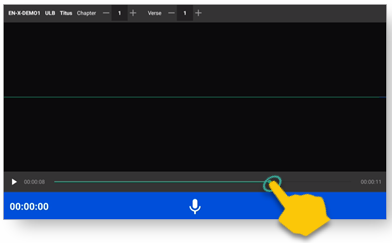 EN-X-DEMO1 ULB Titus Chapter — 1 + Verse — 1 +
00:00:08 00:00:11
00:00:00